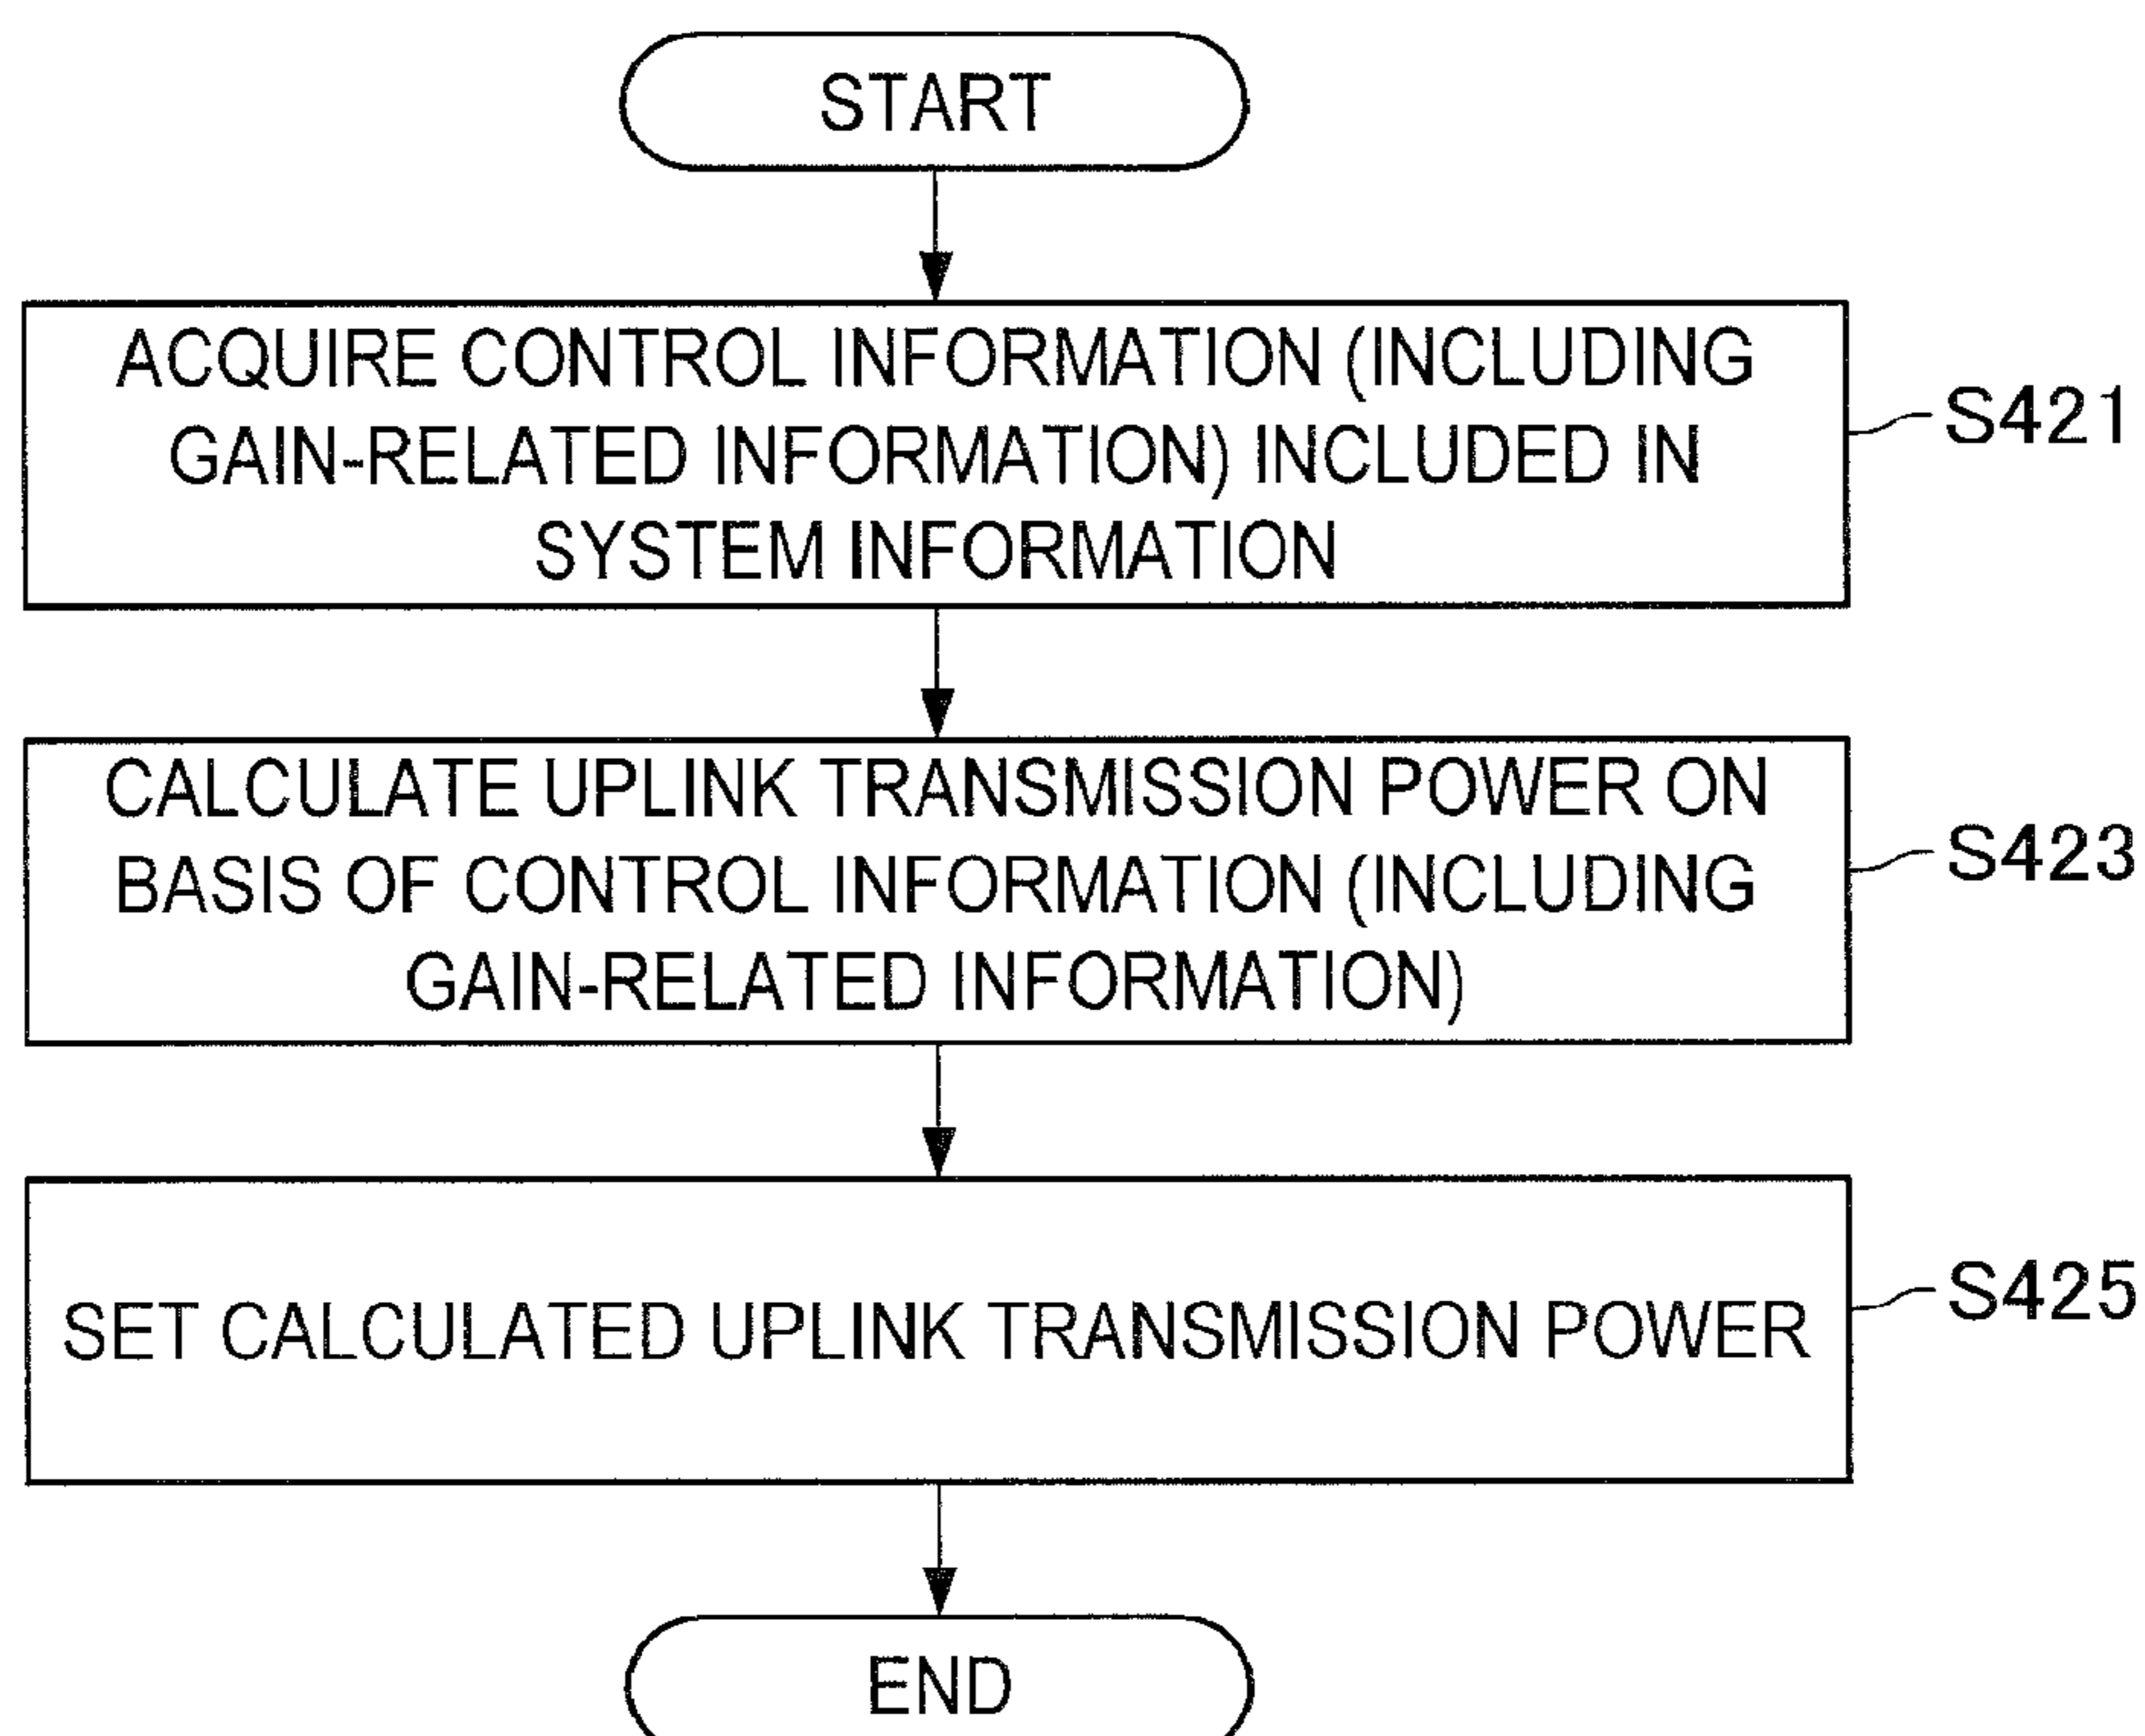 START
ACQUIRE CONTROL INFORMATION (INCLUDING
GAIN-RELATED INFORMATION) INCLUDED IN
SYSTEM INFORMATION
S421
CALCULATE UPLINK TRANSMISSION POWER ON
BASIS OF CONTROL INFORMATION (INCLUDING
GAIN-RELATED INFORMATION)
S423
SET CALCULATED UPLINK TRANSMISSION POWER
S425
END